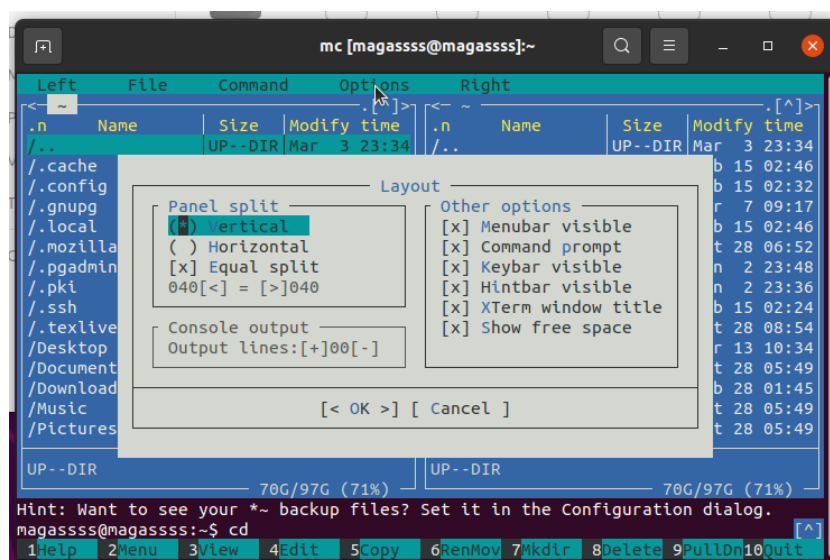 mc [magassss@magassss]:~
Left File Command Options Right
<— ~ .[^]> <— ~ .[^]>
.n Name Size Modify time .n Name Size Modify time
/.. UP--DIR Mar 3 23:34 /.. UP--DIR Mar 3 23:34
/.cache b 15 02:46
/.config b 15 02:32
/.gnupg r 7 09:17
/.local b 15 02:46
/.mozilla t 28 06:52
/.pgadmin n 2 23:48
/.pki n 2 23:36
/.ssh b 15 02:24
/.texlive t 28 08:54
/Desktop r 13 10:34
/Document t 28 05:49
/Download b 28 01:45
/Music t 28 05:49
/Pictures t 28 05:49
Layout
Panel split
(*) Vertical
( ) Horizontal
[x] Equal split
040[<] = [>]040
Console output
Output lines:[+]00[-]
Other options
[x] Menubar visible
[x] Command prompt
[x] Keybar visible
[x] Hintbar visible
[x] XTerm window title
[x] Show free space
[< OK >] [ Cancel ]
UP--DIR UP--DIR
70G/97G (71%) 70G/97G (71%)
Hint: Want to see your *~ backup files? Set it in the Configuration dialog.
magassss@magassss:~$ cd [^]
1Help 2Menu 3View 4Edit 5Copy 6RenMov 7Mkdir 8Delete 9PullDn 10Quit